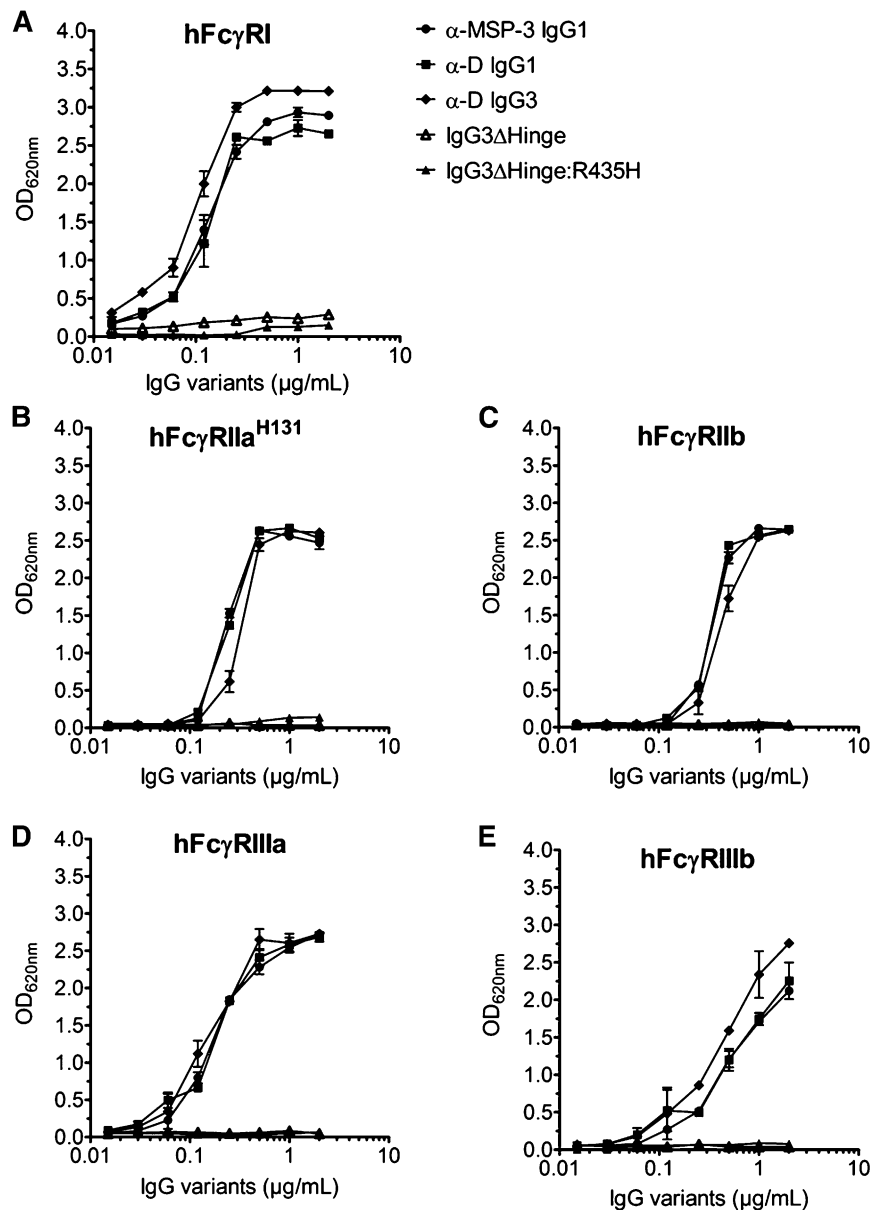 A
hFcγRI
4.0
3.5
3.0
2.5
2.0
1.5
1.0
0.5
0.0
OD620nm
0.01 0.1 1 10
IgG variants (µg/mL)
α-MSP-3 IgG1
α-D IgG1
α-D IgG3
IgG3ΔHinge
IgG3ΔHinge:R435H
B
hFcγRIIaH131
4.0
3.5
3.0
2.5
2.0
1.5
1.0
0.5
0.0
OD620nm
0.01 0.1 1 10
IgG variants (µg/mL)
C
hFcγRIIb
4.0
3.5
3.0
2.5
2.0
1.5
1.0
0.5
0.0
OD620nm
0.01 0.1 1 10
IgG variants (µg/mL)
D
hFcγRIIIa
4.0
3.5
3.0
2.5
2.0
1.5
1.0
0.5
0.0
OD620nm
0.01 0.1 1 10
IgG variants (µg/mL)
E
hFcγRIIIb
4.0
3.5
3.0
2.5
2.0
1.5
1.0
0.5
0.0
OD620nm
0.01 0.1 1 10
IgG variants (µg/mL)